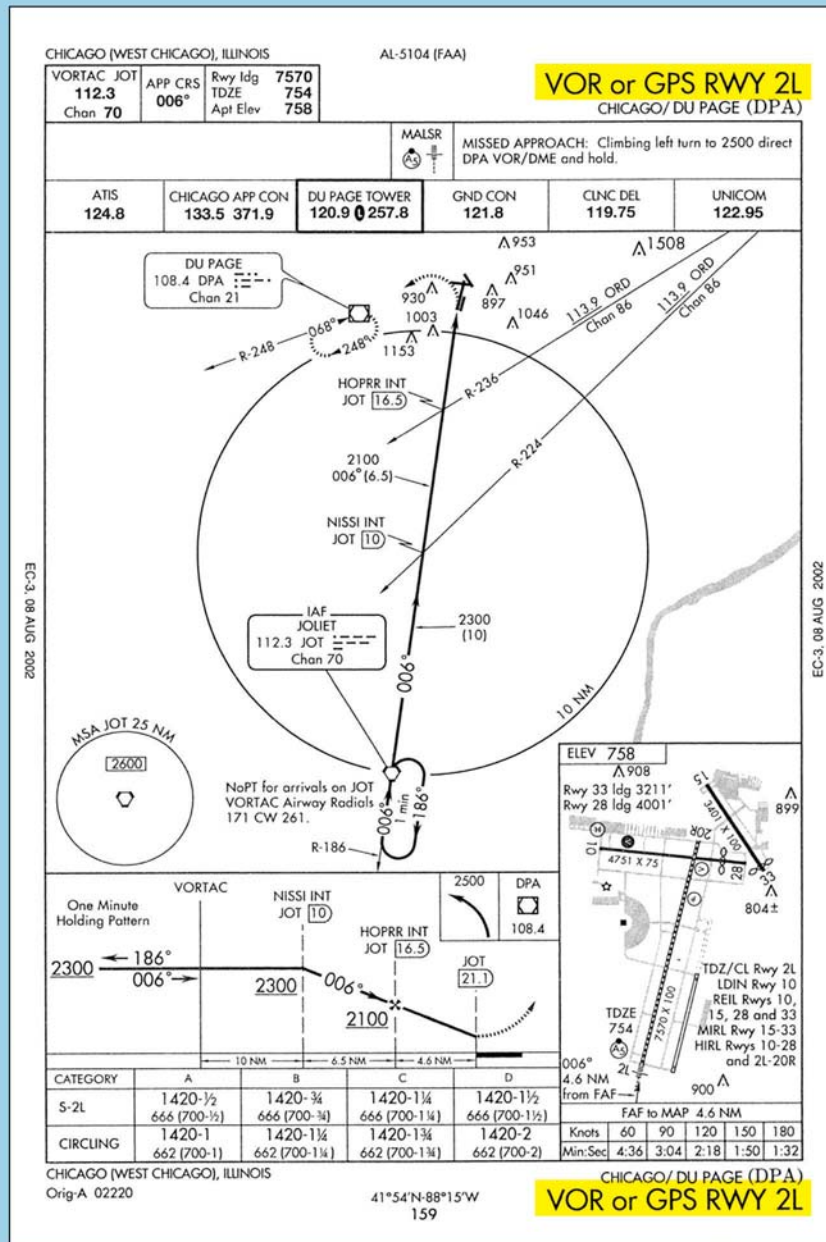 CHICAGO (WEST CHICAGO), ILLINOIS
AL-5104 (FAA)
VORTAC JOT
112.3
Chan 70
APP CRS
006°
Rwy ldg 7570
TDZE 754
Apt Elev 758
VOR or GPS RWY 2L
CHICAGO/ DU PAGE (DPA)
MALSR
A5
MISSED APPROACH: Climbing left turn to 2500 direct
DPA VOR/DME and hold.
ATIS
124.8
CHICAGO APP CON
133.5 371.9
DU PAGE TOWER
120.9 L 257.8
GND CON
121.8
CLNC DEL
119.75
UNICOM
122.95
DU PAGE
108.4 DPA
Chan 21
953
1508
951
930
897
1003
1046
1153
113.9 ORD
Chan 86
113.9 ORD
Chan 86
R-248
068°
248°
HOPRR INT
JOT 16.5
R-236
R-224
2100
006° (6.5)
NISSI INT
JOT 10
IAF
JOLIET
112.3 JOT
Chan 70
2300
(10)
006°
10 NM
EC-3, 08 AUG 2002
EC-3, 08 AUG 2002
MSA JOT 25 NM
2600
NoPT for arrivals on JOT
VORTAC Airway Radials
171 CW 261.
006°
1 min
186°
R-186
ELEV 758
908
Rwy 33 ldg 3211'
Rwy 28 ldg 4001'
15
3401 X 100
899
20R
H
10
4751 X 75
28
33
A
P
804±
TDZ/CL Rwy 2L
LDIN Rwy 10
REIL Rwys 10,
15, 28 and 33
MIRL Rwy 15-33
HIRL Rwys 10-28
and 2L-20R
TDZE
754
7570 X 100
A5
2L
006°
4.6 NM
from FAF
900
One Minute
Holding Pattern
VORTAC
NISSI INT
JOT 10
HOPRR INT
JOT 16.5
JOT
21.1
2500
DPA
108.4
2300
186°
006°
2300
006°
2100
10 NM
6.5 NM
4.6 NM
CATEGORY A B C D
S-2L 1420-½ 1420-¾ 1420-1¼ 1420-1½
666 (700-½) 666 (700-¾) 666 (700-1¼) 666 (700-1½)
CIRCLING 1420-1 1420-1¼ 1420-1¾ 1420-2
662 (700-1) 662 (700-1¼) 662 (700-1¾) 662 (700-2)
FAF to MAP 4.6 NM
Knots 60 90 120 150 180
Min:Sec 4:36 3:04 2:18 1:50 1:32
CHICAGO (WEST CHICAGO), ILLINOIS
Orig-A 02220
41°54'N-88°15'W
159
CHICAGO/ DU PAGE (DPA)
VOR or GPS RWY 2L